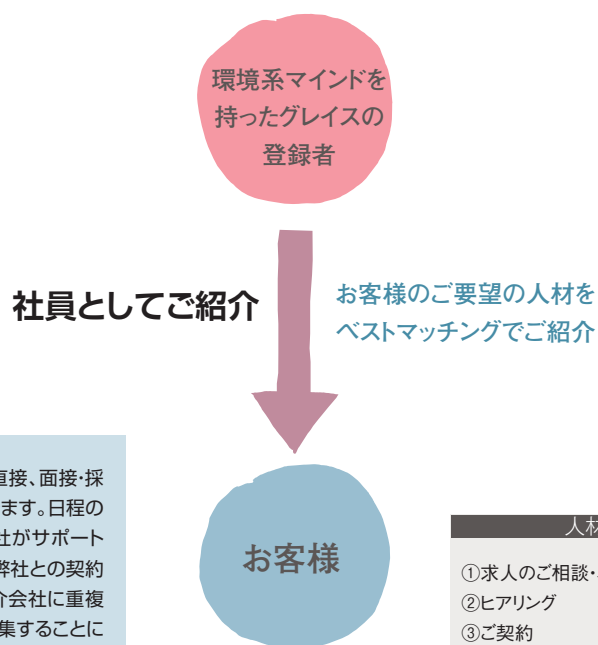 環境系マインドを
持ったグレイスの
登録者
社員としてご紹介
お客様のご要望の人材を
ベストマッチングでご紹介
直接、面接・採
ます。日程の
社がサポート
弊社との契約
介会社に重複
集することに
お客様
人材
①求人のご相談・
②ヒアリング
③ご契約